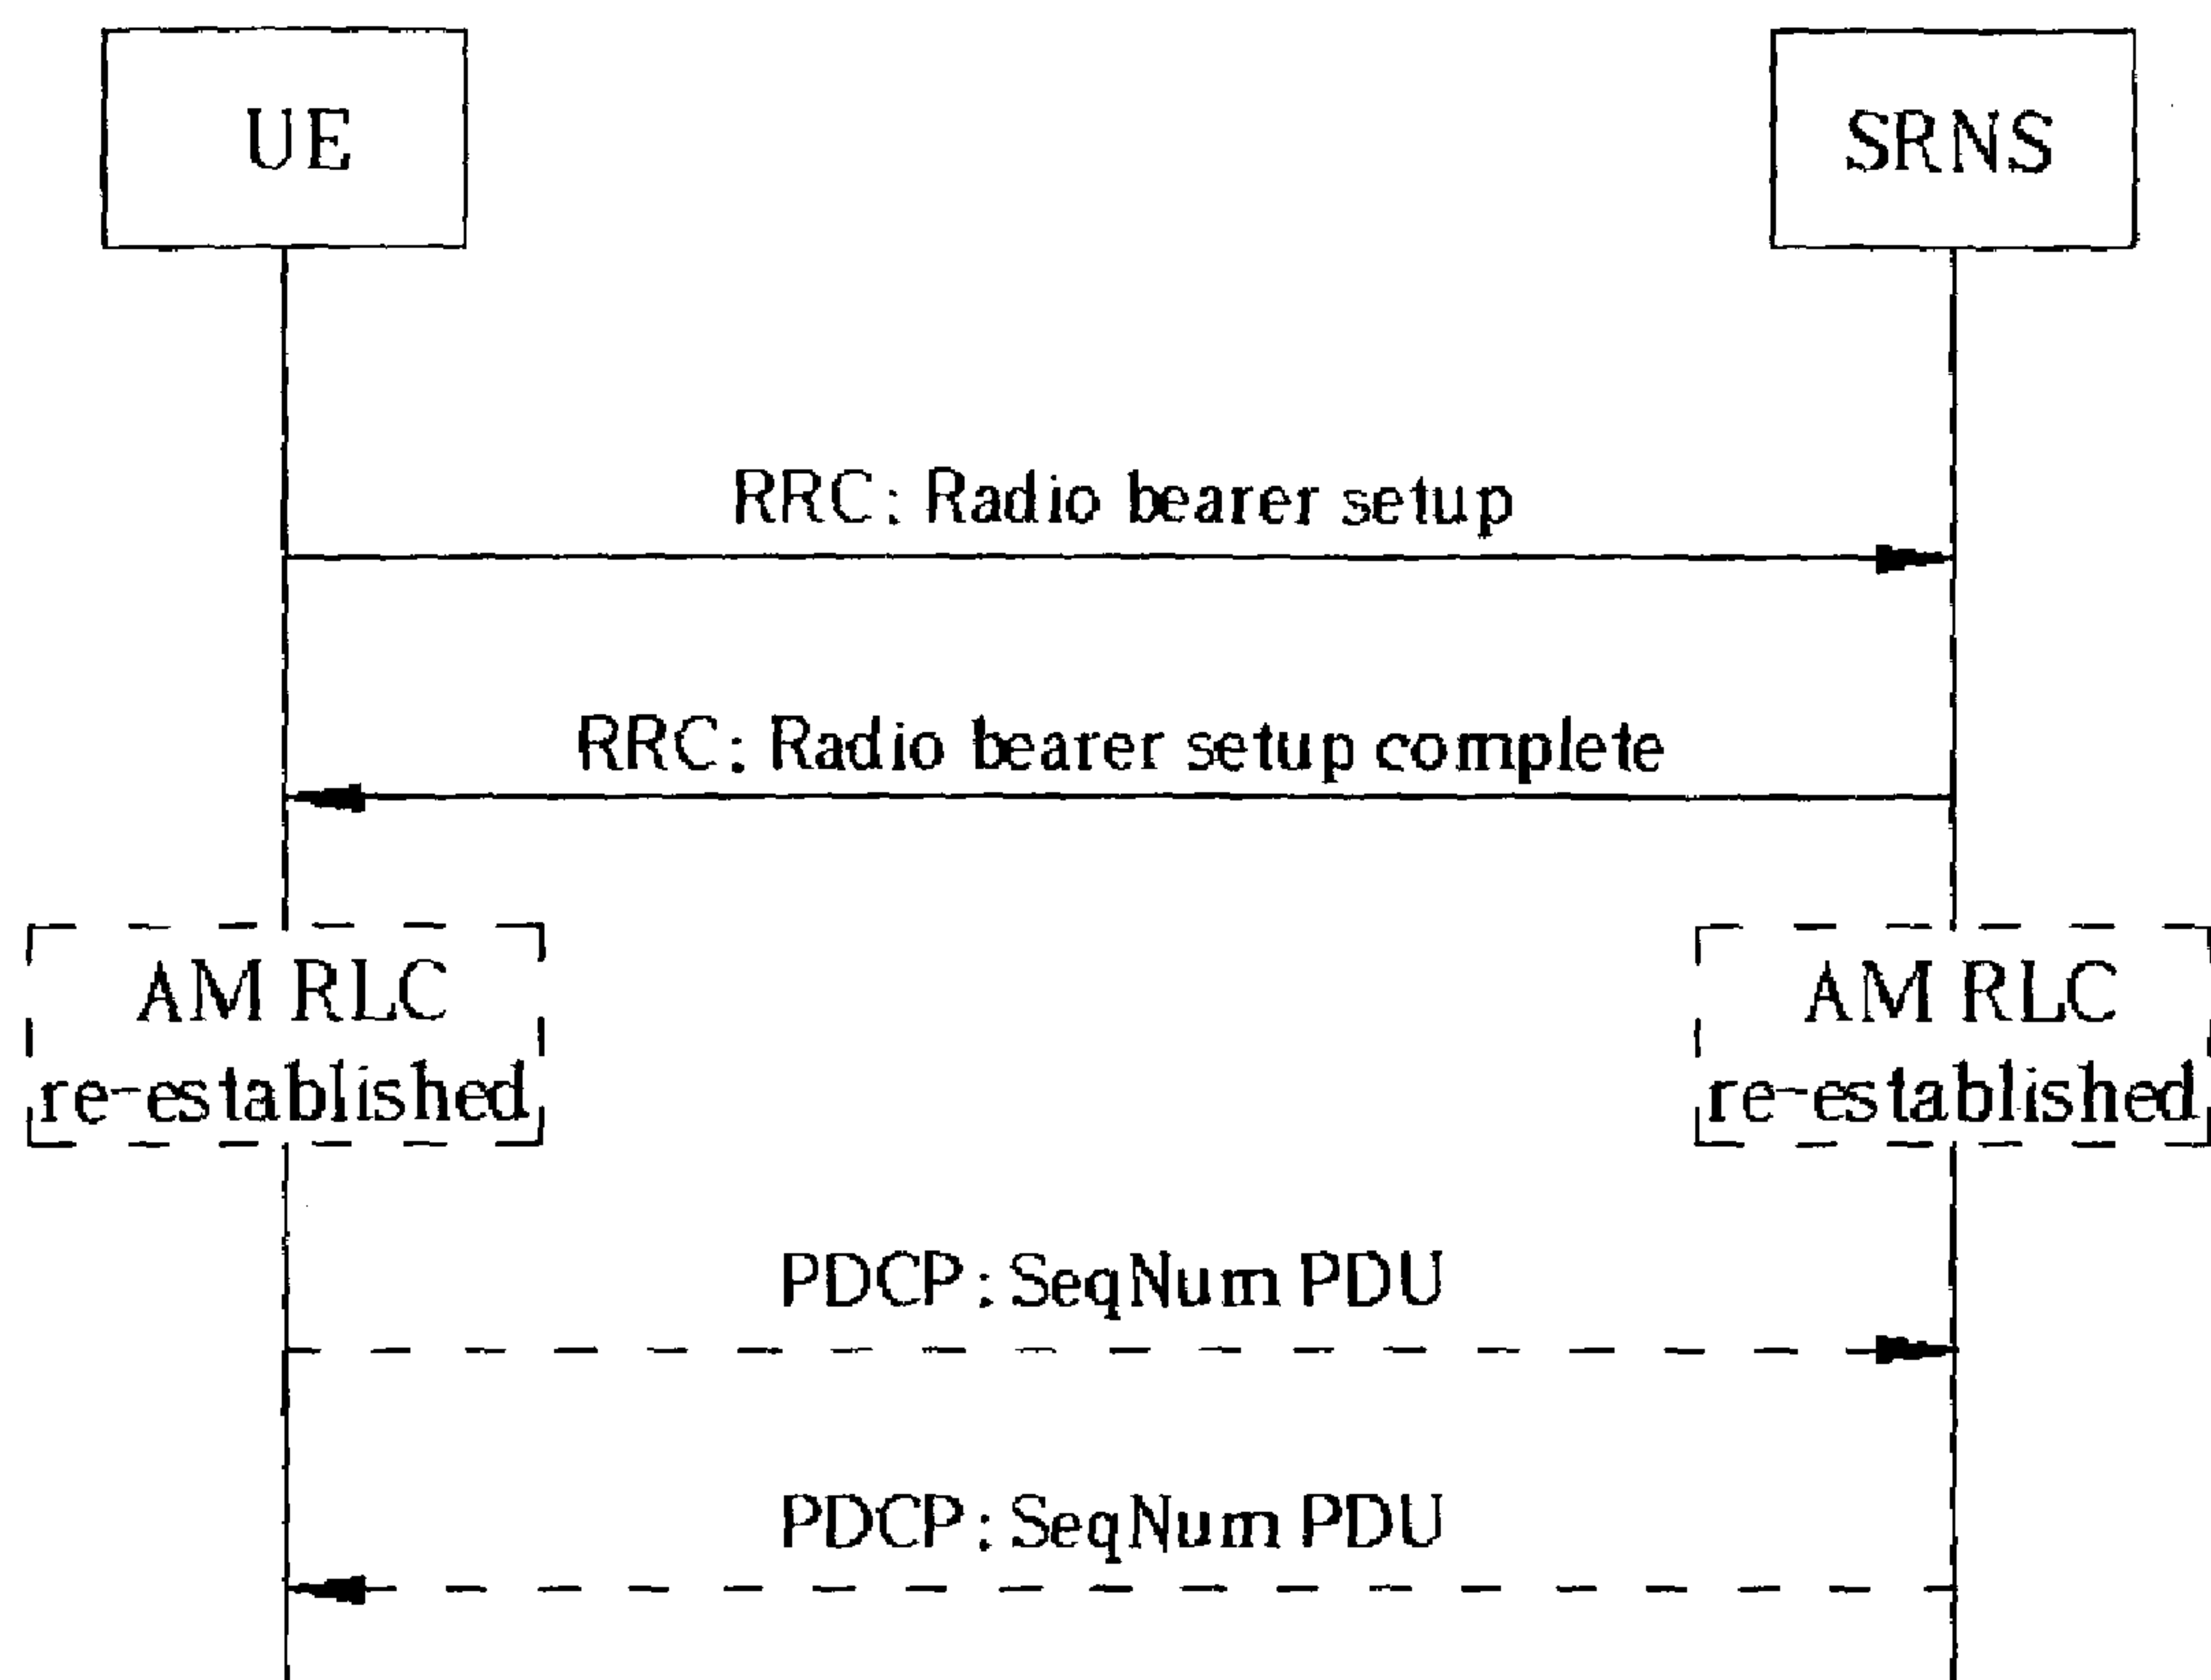 UE
SRNS
RRC: Radio bearer setup
RRC: Radio bearer setup complete
AM RLC
re-established
AM RLC
re-established
PDCP: SeqNum PDU
PDCP: SeqNum PDU